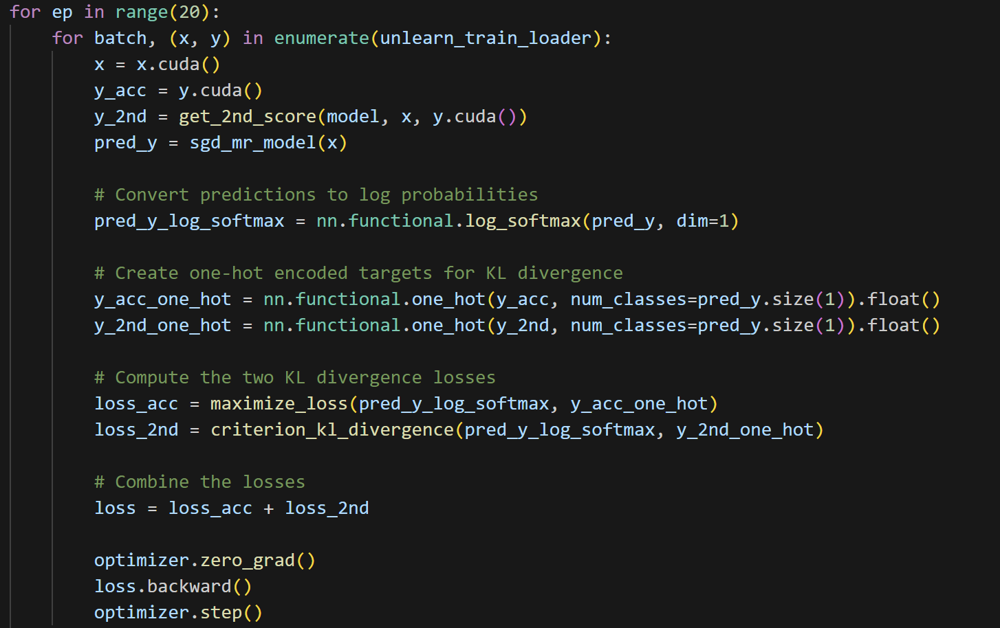 for ep in range(20):
    for batch, (x, y) in enumerate(unlearn_train_loader):
        x = x.cuda()
        y_acc = y.cuda()
        y_2nd = get_2nd_score(model, x, y.cuda())
        pred_y = sgd_mr_model(x)

        # Convert predictions to log probabilities
        pred_y_log_softmax = nn.functional.log_softmax(pred_y, dim=1)

        # Create one-hot encoded targets for KL divergence
        y_acc_one_hot = nn.functional.one_hot(y_acc, num_classes=pred_y.size(1)).float()
        y_2nd_one_hot = nn.functional.one_hot(y_2nd, num_classes=pred_y.size(1)).float()

        # Compute the two KL divergence losses
        loss_acc = maximize_loss(pred_y_log_softmax, y_acc_one_hot)
        loss_2nd = criterion_kl_divergence(pred_y_log_softmax, y_2nd_one_hot)

        # Combine the losses
        loss = loss_acc + loss_2nd

        optimizer.zero_grad()
        loss.backward()
        optimizer.step()